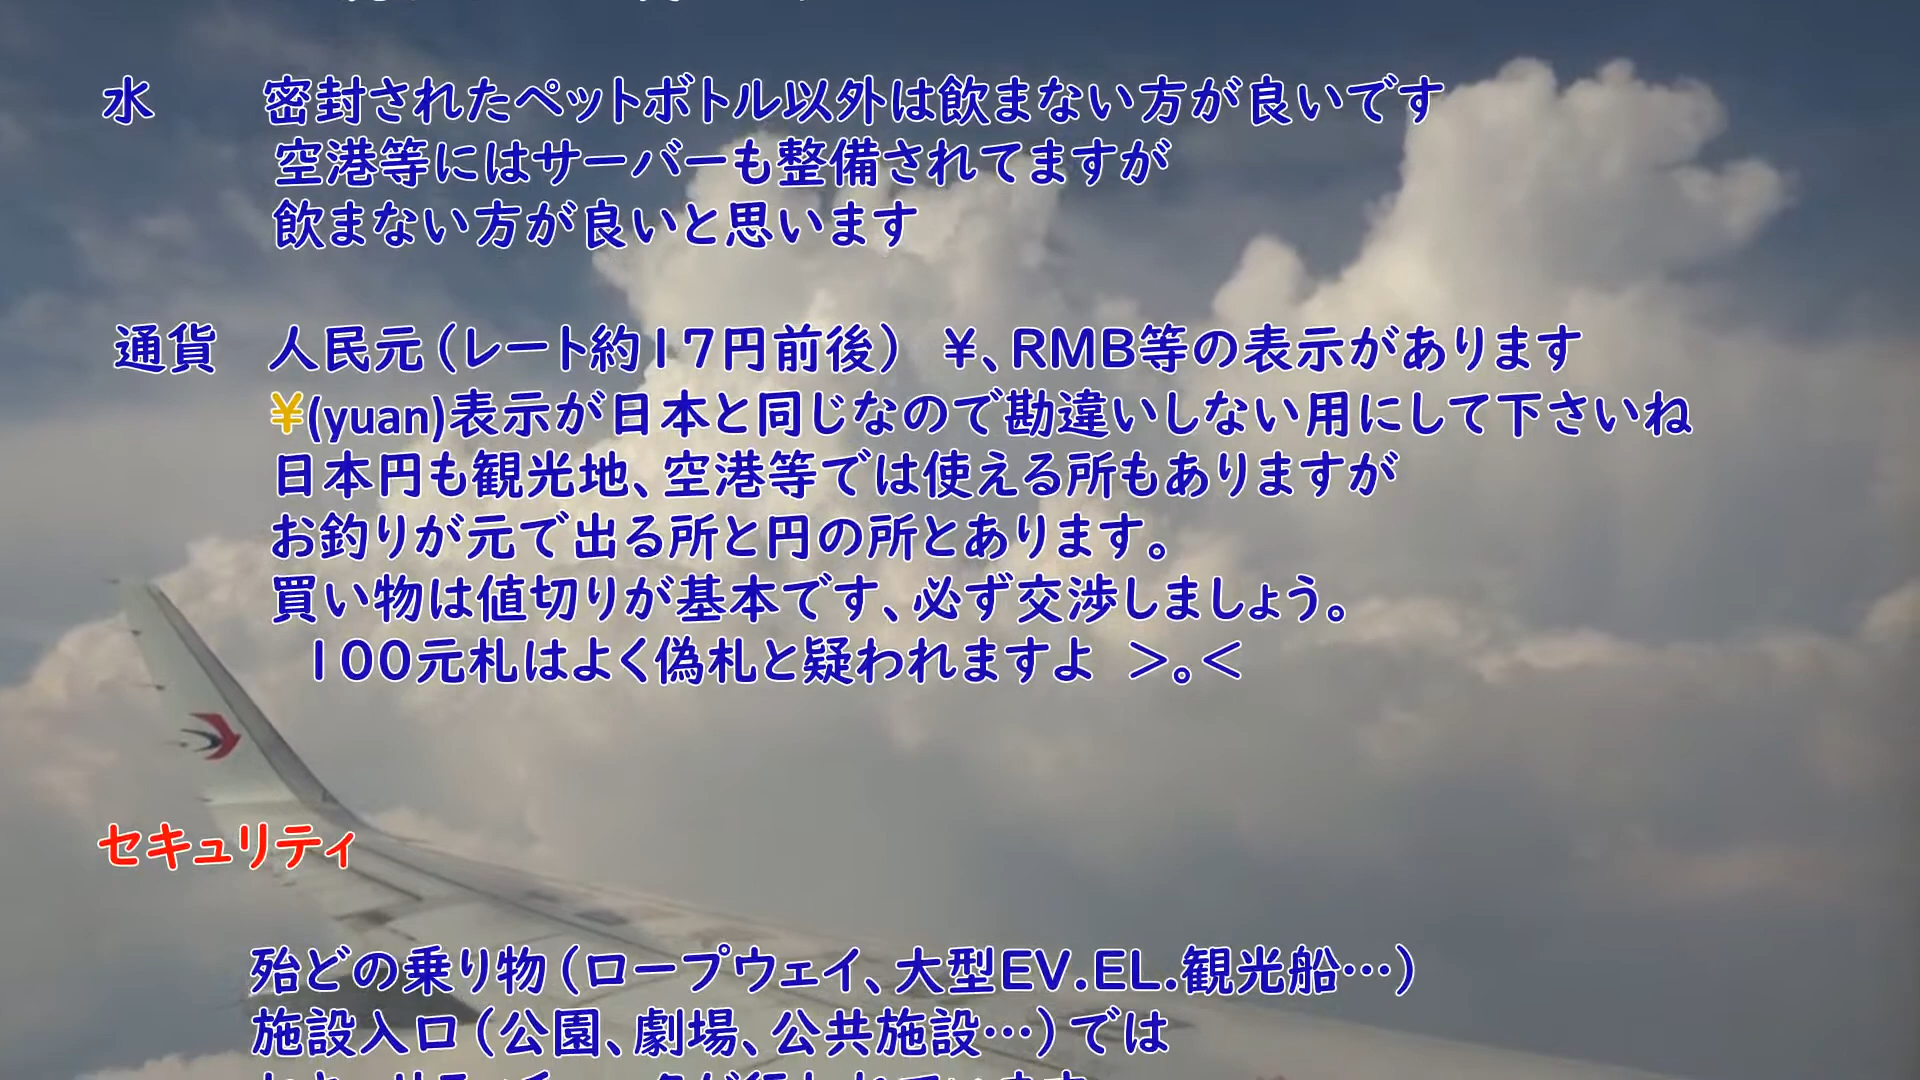 水　密封されたペットボトル以外は飲まない方が良いです
空港等にはサーバーも整備されてますが
飲まない方が良いと思います
通貨　人民元（レート約１７円前後）　¥、RMB等の表示があります
¥(yuan)表示が日本と同じなので勘違いしない用にして下さいね
日本円も観光地、空港等では使える所もありますが
お釣りが元で出る所と円の所とあります。
買い物は値切りが基本です、必ず交渉しましょう。
１００元札はよく偽札と疑われますよ ＞。＜
セキュリティ
殆どの乗り物（ロープウェイ、大型EV.EL.観光船…）
施設入口（公園、劇場、公共施設…）では